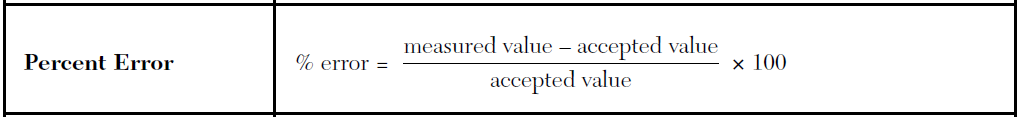 Percent Error
% error = measured value – accepted value / accepted value × 100